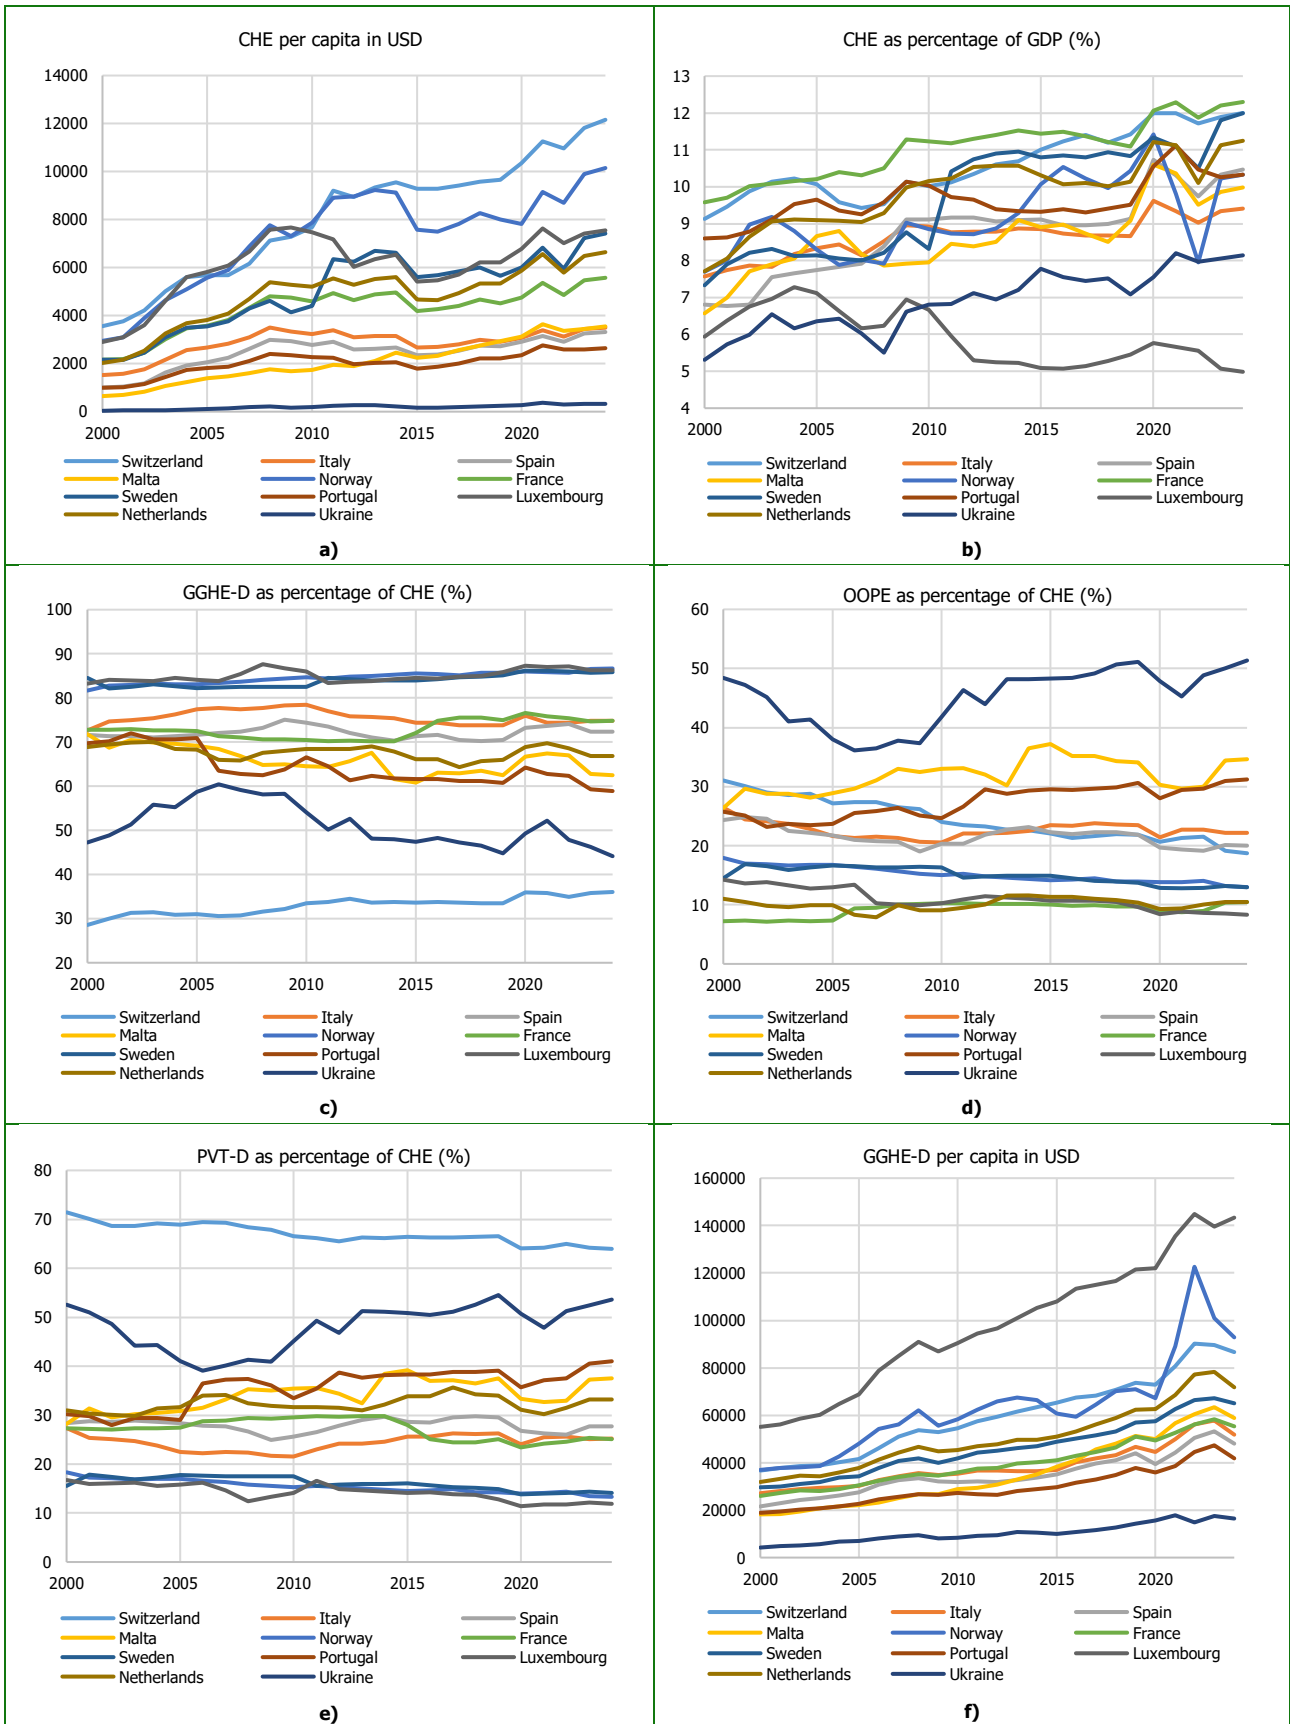 CHE per capita in USD
14000
12000
10000
8000
6000
4000
2000
0
2000 2005 2010 2015 2020
Switzerland Italy Spain
Malta Norway France
Sweden Portugal Luxembourg
Netherlands Ukraine
a)
CHE as percentage of GDP (%)
13
12
11
10
9
8
7
6
5
4
2000 2005 2010 2015 2020
Switzerland Italy Spain
Malta Norway France
Sweden Portugal Luxembourg
Netherlands Ukraine
b)
GGHE-D as percentage of CHE (%)
100
90
80
70
60
50
40
30
20
2000 2005 2010 2015 2020
Switzerland Italy Spain
Malta Norway France
Sweden Portugal Luxembourg
Netherlands Ukraine
c)
OOPE as percentage of CHE (%)
60
50
40
30
20
10
0
2000 2005 2010 2015 2020
Switzerland Italy Spain
Malta Norway France
Sweden Portugal Luxembourg
Netherlands Ukraine
d)
PVT-D as percentage of CHE (%)
80
70
60
50
40
30
20
10
0
2000 2005 2010 2015 2020
Switzerland Italy Spain
Malta Norway France
Sweden Portugal Luxembourg
Netherlands Ukraine
e)
GGHE-D per capita in USD
160000
140000
120000
100000
80000
60000
40000
20000
0
2000 2005 2010 2015 2020
Switzerland Italy Spain
Malta Norway France
Sweden Portugal Luxembourg
Netherlands Ukraine
f)